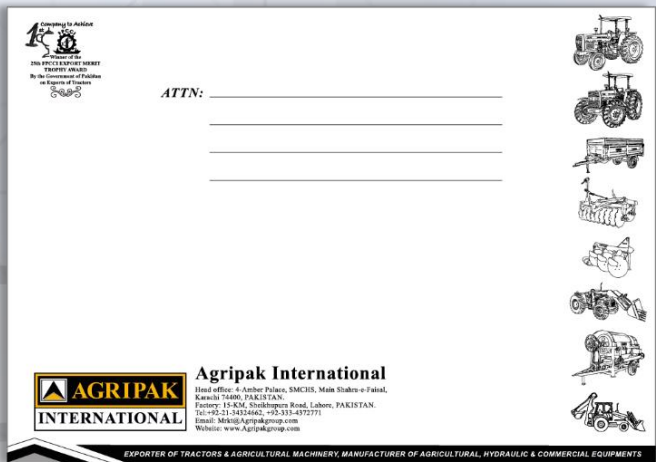 Company to Achieve
1st
FPCCI
Winner of the
29th FPCCI EXPORT MERIT
TROPHY AWARD
By the Government of Pakistan
on Exports of Tractors
ATTN:
AGRIPAK
INTERNATIONAL
Agripak International
Head office: 4-Amber Palace, SMCHS, Main Shahra-e-Faisal,
Karachi 74400, PAKISTAN.
Factory: 15-KM, Sheikhupura Road, Lahore, PAKISTAN.
Tel:+92-21-34324662, +92-333-4372771
Email: Mrkt@Agripakgroup.com
Website: www.Agripakgroup.com
EXPORTER OF TRACTORS & AGRICULTURAL MACHINERY, MANUFACTURER OF AGRICULTURAL, HYDRAULIC & COMMERCIAL EQUIPMENTS